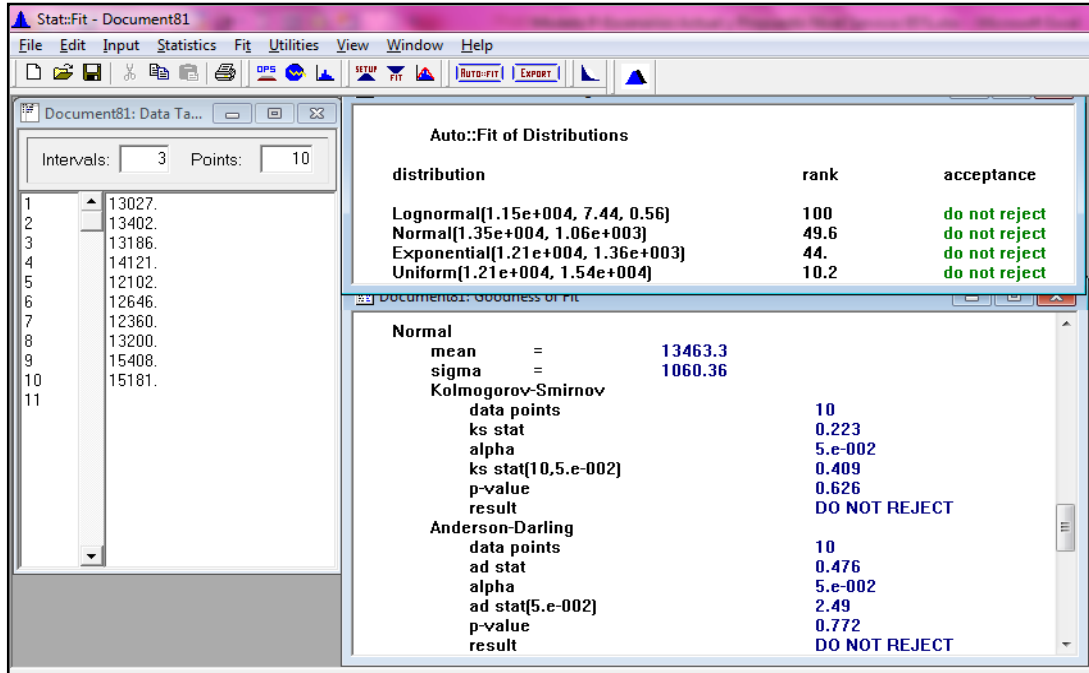 Stat::Fit - Document81
File Edit Input Statistics Fit Utilities View Window Help
OPS SETUP FIT AUTO::FIT EXPORT
Document81: Data Ta...
Intervals: 3 Points: 10
1 13027.
2 13402.
3 13186.
4 14121.
5 12102.
6 12646.
7 12360.
8 13200.
9 15408.
10 15181.
11
Auto::Fit of Distributions
distribution rank acceptance
Lognormal(1.15e+004, 7.44, 0.56) 100 do not reject
Normal(1.35e+004, 1.06e+003) 49.6 do not reject
Exponential(1.21e+004, 1.36e+003) 44. do not reject
Uniform(1.21e+004, 1.54e+004) 10.2 do not reject
Document81: Goodness of Fit
Normal
mean = 13463.3
sigma = 1060.36
Kolmogorov-Smirnov
data points 10
ks stat 0.223
alpha 5.e-002
ks stat(10,5.e-002) 0.409
p-value 0.626
result DO NOT REJECT
Anderson-Darling
data points 10
ad stat 0.476
alpha 5.e-002
ad stat(5.e-002) 2.49
p-value 0.772
result DO NOT REJECT